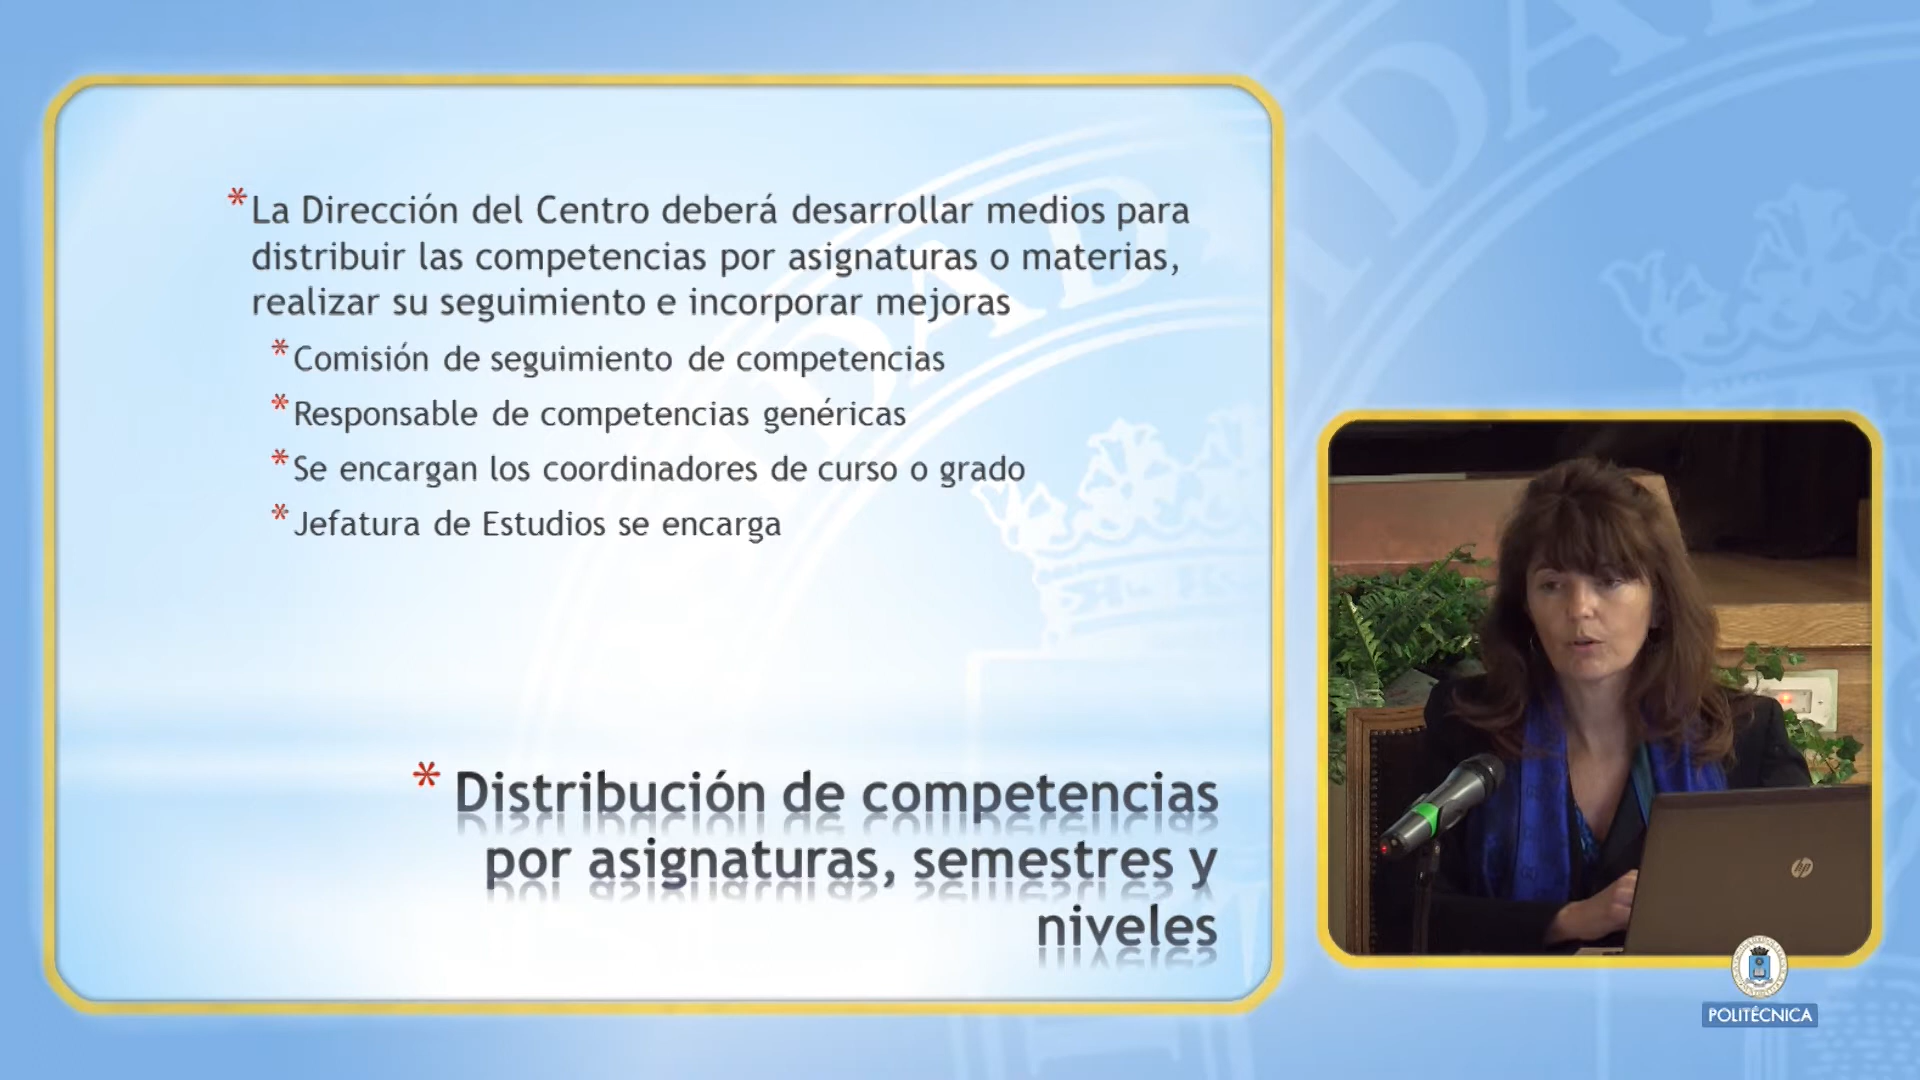 * La Dirección del Centro deberá desarrollar medios para
distribuir las competencias por asignaturas o materias,
realizar su seguimiento e incorporar mejoras
* Comisión de seguimiento de competencias
* Responsable de competencias genéricas
* Se encargan los coordinadores de curso o grado
* Jefatura de Estudios se encarga
* Distribución de competencias
por asignaturas, semestres y
niveles
hp
POLITÉCNICA